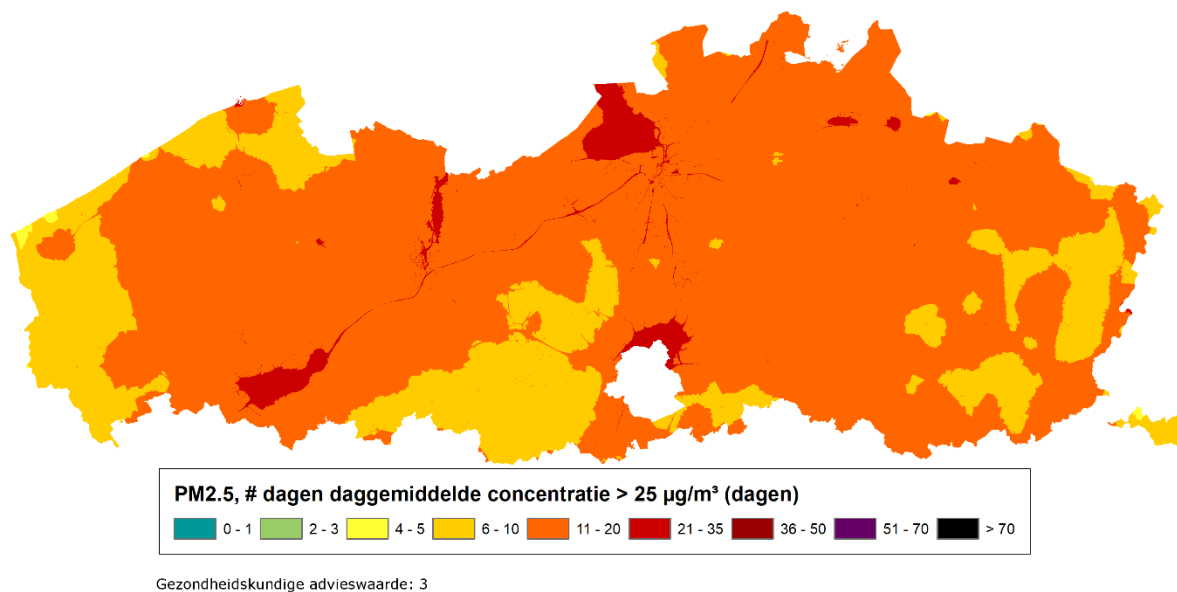 PM2.5, # dagen daggemiddelde concentratie > 25 µg/m³ (dagen)
0 - 1 2 - 3 4 - 5 6 - 10 11 - 20 21 - 35 36 - 50 51 - 70 > 70
Gezondheidskundige advieswaarde: 3